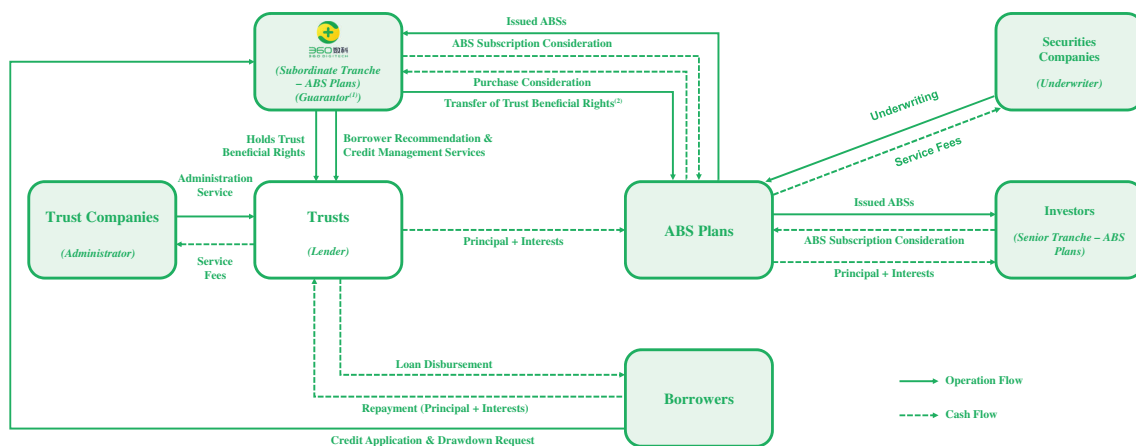 Issued ABSs
ABS Subscription Consideration
360数科
360 DIGITECH
(Subordinate Tranche
– ABS Plans)
(Guarantor(1))
Purchase Consideration
Transfer of Trust Beneficial Rights(2)
Securities
Companies
(Underwriter)
Underwriting
Service Fees
Holds Trust
Beneficial Rights
Borrower Recommendation &
Credit Management Services
Administration
Service
Trust Companies
(Administrator)
Service
Fees
Trusts
(Lender)
Principal + Interests
ABS Plans
Issued ABSs
ABS Subscription Consideration
Principal + Interests
Investors
(Senior Tranche – ABS
Plans)
Loan Disbursement
Repayment (Principal + Interests)
Borrowers
Credit Application & Drawdown Request
Operation Flow
Cash Flow